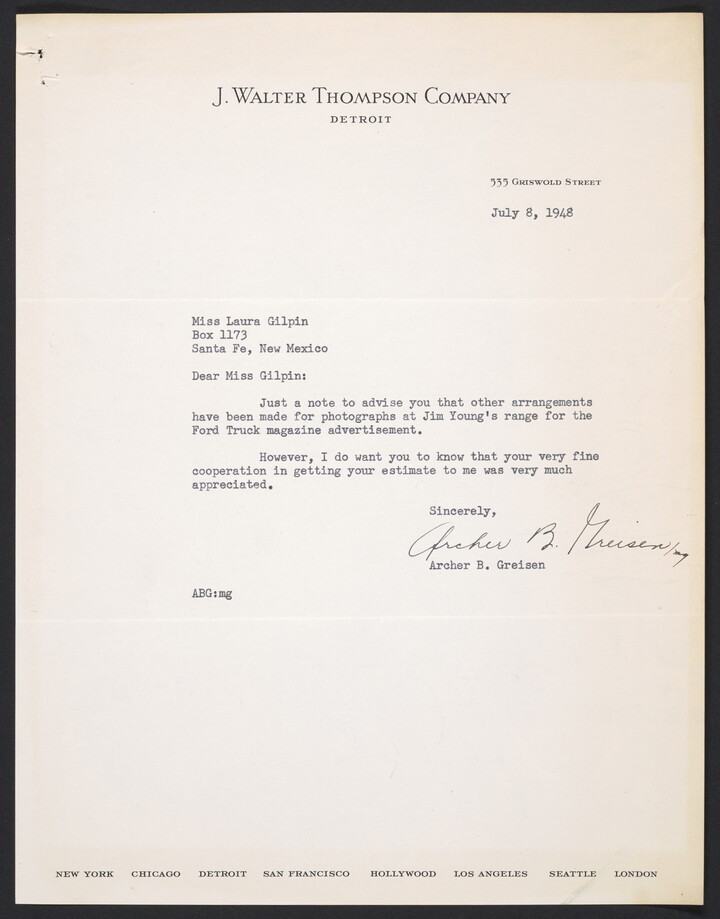 J. Walter Thompson Company
DETROIT
535 Griswold Street
July 8, 1948
Miss Laura Gilpin
Box 1173
Santa Fe, New Mexico
Dear Miss Gilpin:
Just a note to advise you that other arrangements
have been made for photographs at Jim Young's range for the
Ford Truck magazine advertisement.
However, I do want you to know that your very fine
cooperation in getting your estimate to me was very much
appreciated.
Sincerely,
Archer B. Greisen/mg
Archer B. Greisen
ABG:mg
NEW YORK CHICAGO DETROIT SAN FRANCISCO HOLLYWOOD LOS ANGELES SEATTLE LONDON